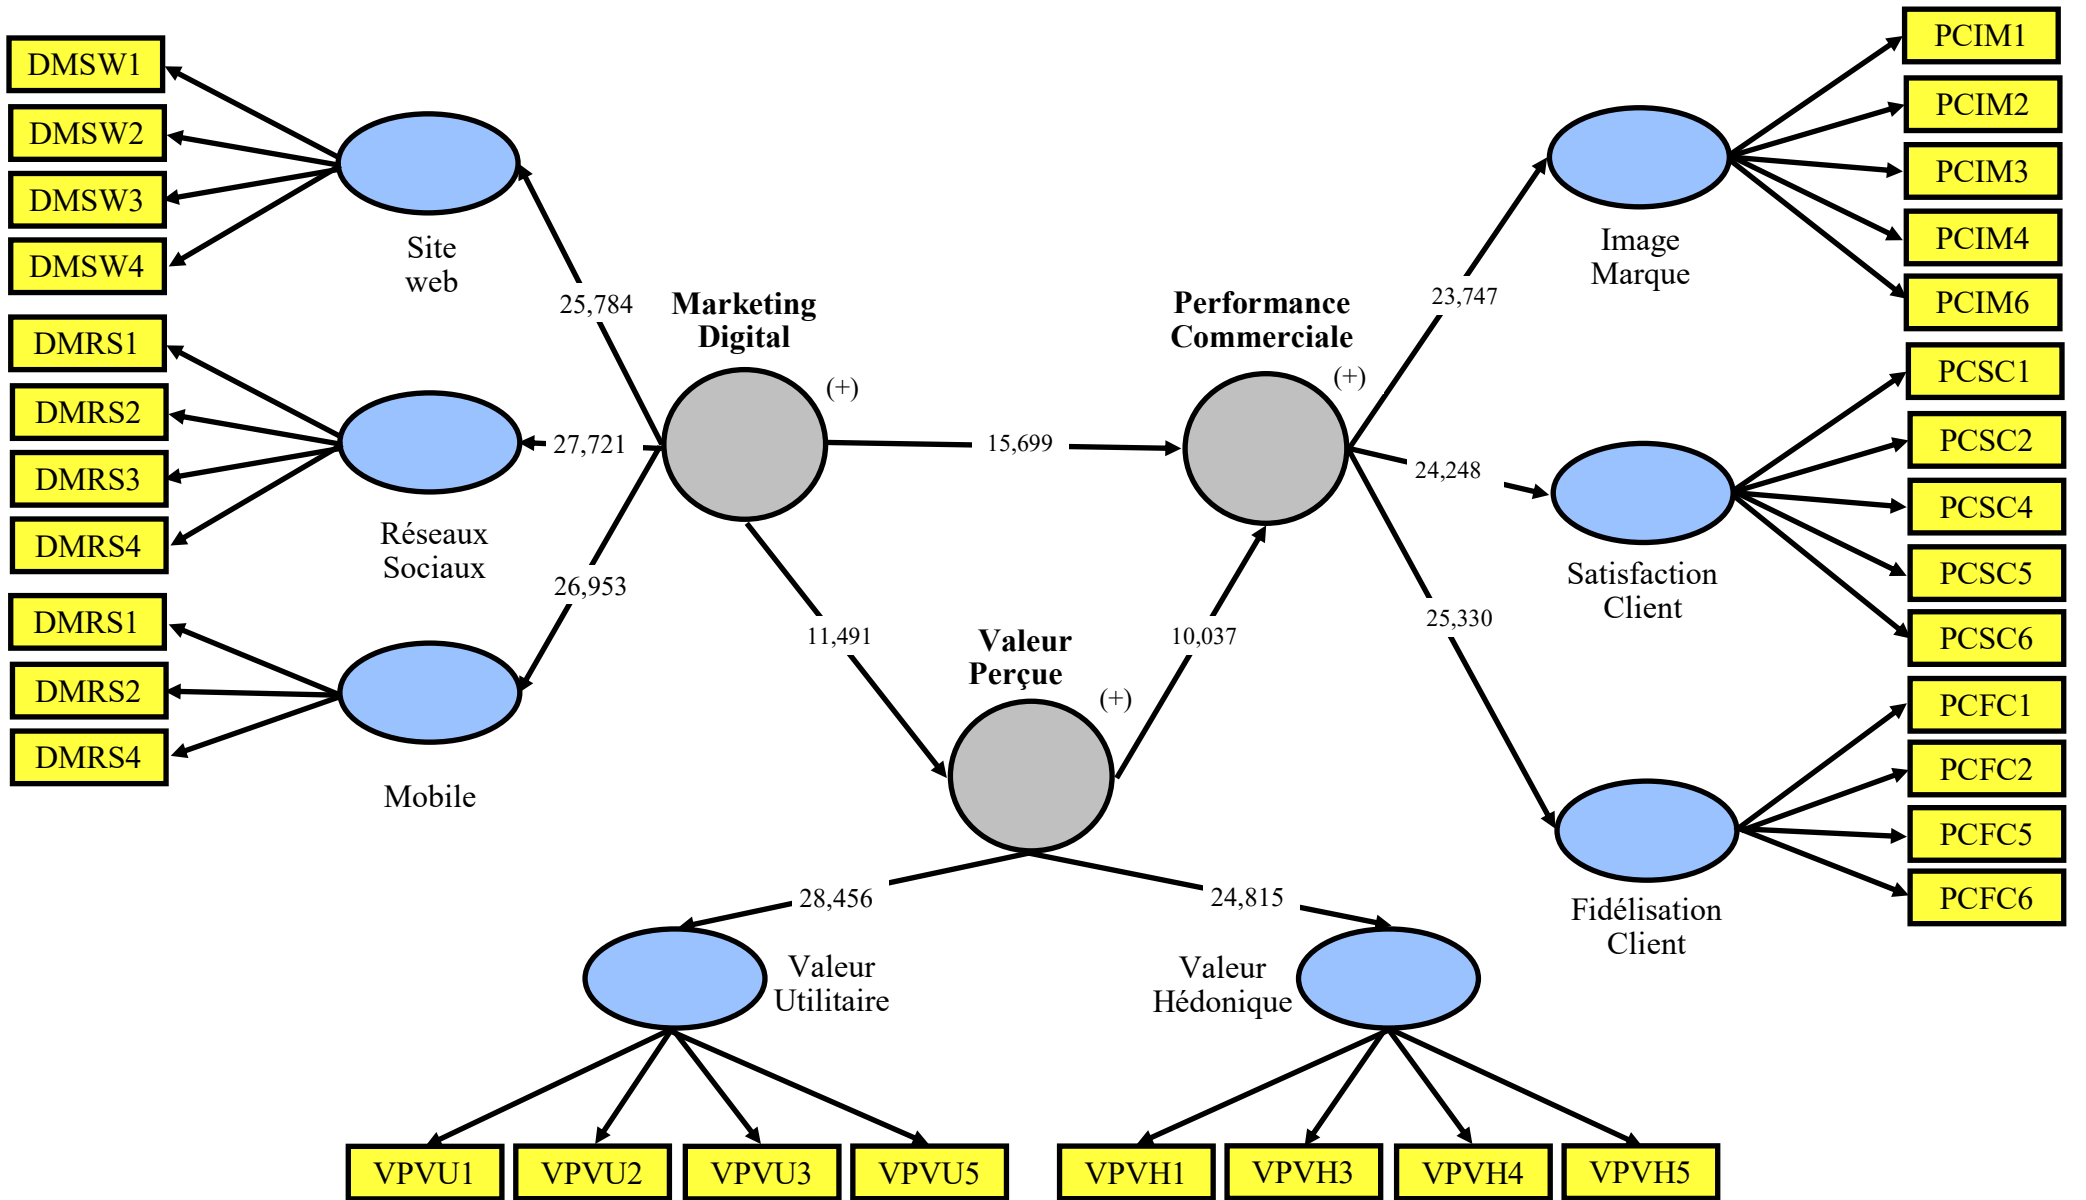 DMSW1
DMSW2
DMSW3
DMSW4
Site
web
DMRS1
DMRS2
DMRS3
DMRS4
Réseaux
Sociaux
DMRS1
DMRS2
DMRS4
Mobile
25,784
27,721
26,953
Marketing
Digital
(+)
15,699
11,491
10,037
Valeur
Perçue
(+)
Performance
Commerciale
(+)
23,747
24,248
25,330
Image
Marque
Satisfaction
Client
Fidélisation
Client
PCIM1
PCIM2
PCIM3
PCIM4
PCIM6
PCSC1
PCSC2
PCSC4
PCSC5
PCSC6
PCFC1
PCFC2
PCFC5
PCFC6
28,456
24,815
Valeur
Utilitaire
Valeur
Hédonique
VPVU1
VPVU2
VPVU3
VPVU5
VPVH1
VPVH3
VPVH4
VPVH5